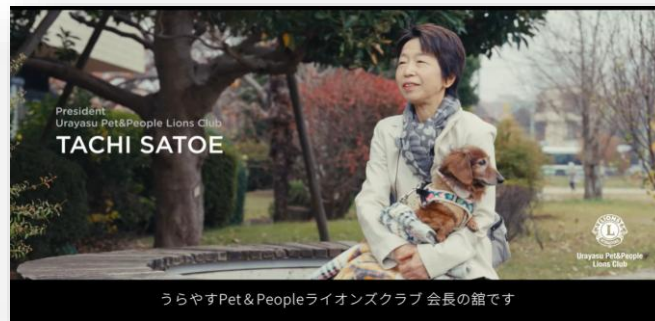 President
Urayasu Pet&People Lions Club
TACHI SATOE
LIONS
L
Urayasu Pet&People
Lions Club
うらやすPet＆Peopleライオンズクラブ 会長の舘です